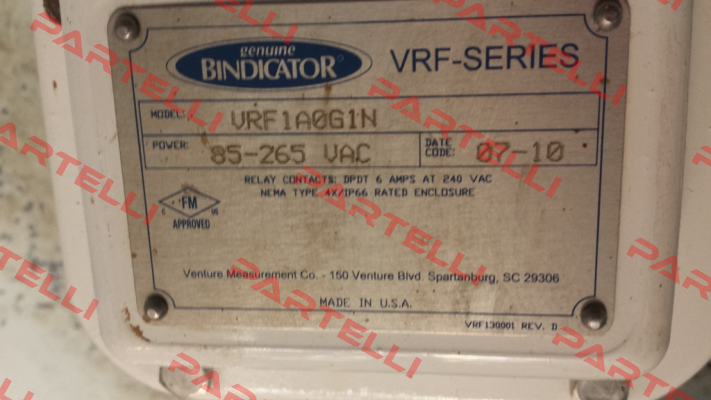 genuine
BINDICATOR® VRF-SERIES
MODEL: VRF1A0G1N
POWER: 85-265 VAC DATE CODE: 07-10
RELAY CONTACTS: DPDT 6 AMPS AT 240 VAC
NEMA TYPE 4X/IP66 RATED ENCLOSURE
FM
C US
APPROVED
Venture Measurement Co. - 150 Venture Blvd. Spartanburg, SC 29306
MADE IN U.S.A.
VRF130001 REV. D
PARTELLI
PARTELLI
PARTELLI
PARTELLI
PARTELLI
PARTELLI
PARTELLI